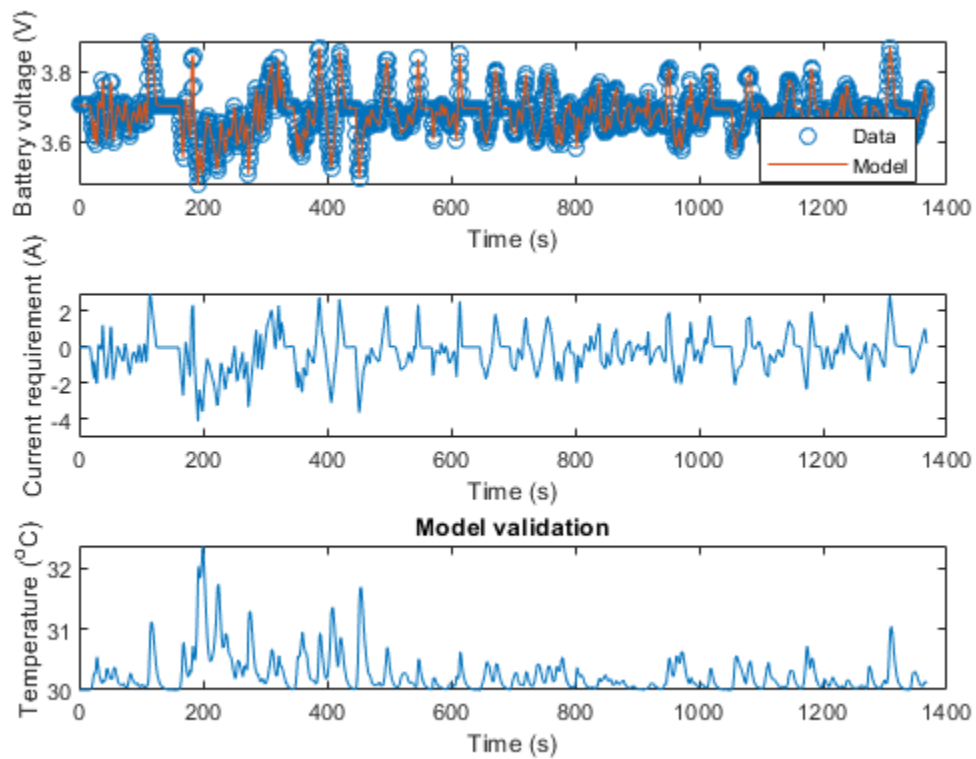 Battery voltage (V)
3.8
3.6
0 200 400 600 800 1000 1200 1400
Time (s)
Data
Model
Current requirement (A)
2
0
-2
-4
0 200 400 600 800 1000 1200 1400
Time (s)
Model validation
Temperature (°C)
32
31
30
0 200 400 600 800 1000 1200 1400
Time (s)